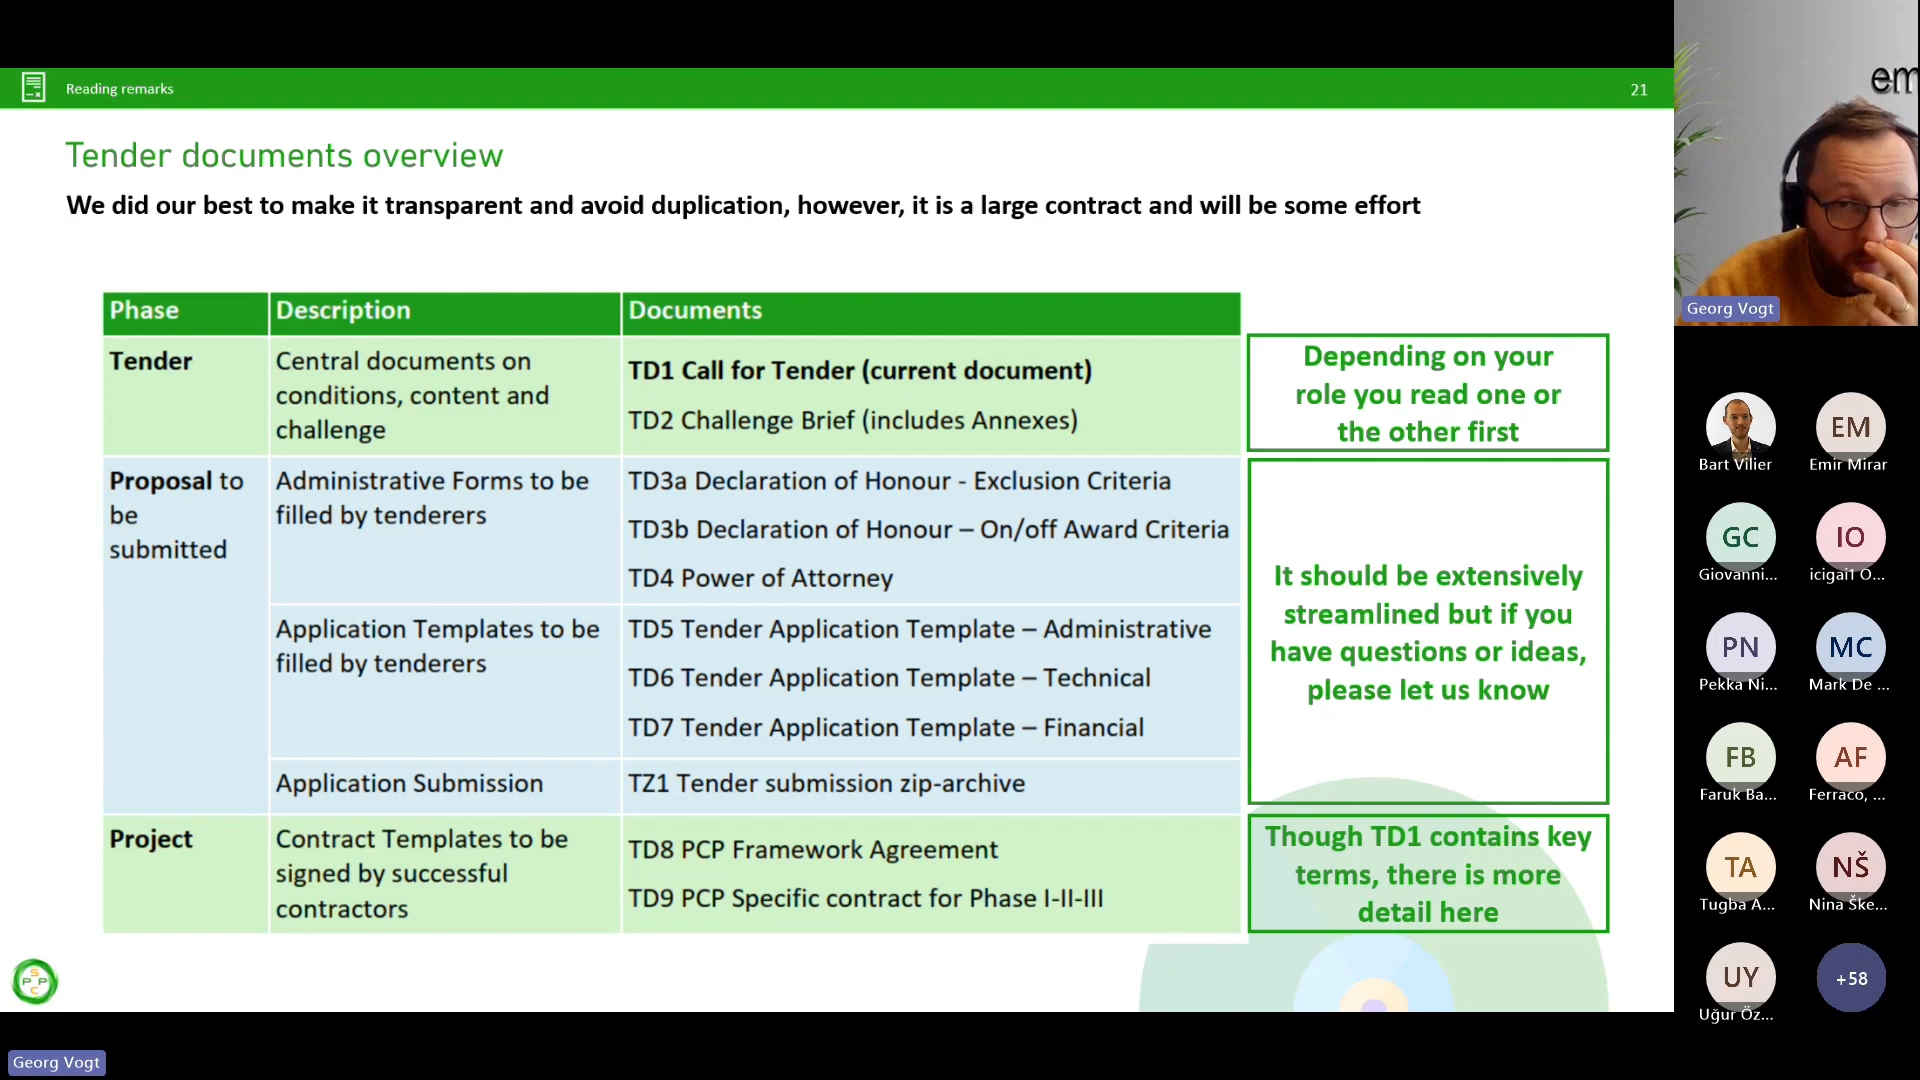 Reading remarks
21
Tender documents overview
We did our best to make it transparent and avoid duplication, however, it is a large contract and will be some effort
Phase
Description
Documents
Tender
Central documents on
conditions, content and
challenge
TD1 Call for Tender (current document)
TD2 Challenge Brief (includes Annexes)
Depending on your
role you read one or
the other first
Proposal to
be
submitted
Administrative Forms to be
filled by tenderers
TD3a Declaration of Honour - Exclusion Criteria
TD3b Declaration of Honour – On/off Award Criteria
TD4 Power of Attorney
Application Templates to be
filled by tenderers
TD5 Tender Application Template – Administrative
TD6 Tender Application Template – Technical
TD7 Tender Application Template – Financial
Application Submission
TZ1 Tender submission zip-archive
It should be extensively
streamlined but if you
have questions or ideas,
please let us know
Project
Contract Templates to be
signed by successful
contractors
TD8 PCP Framework Agreement
TD9 PCP Specific contract for Phase I-II-III
Though TD1 contains key
terms, there is more
detail here
S
P P
C
Georg Vogt
em
Georg Vogt
Bart Vilier
EM
Emir Mirar
GC
Giovanni...
IO
icigai1 O...
PN
Pekka Ni...
MC
Mark De ...
FB
Faruk Ba...
AF
Ferraco, ...
TA
Tugba A...
NŠ
Nina Ške...
UY
Uğur Öz...
+58